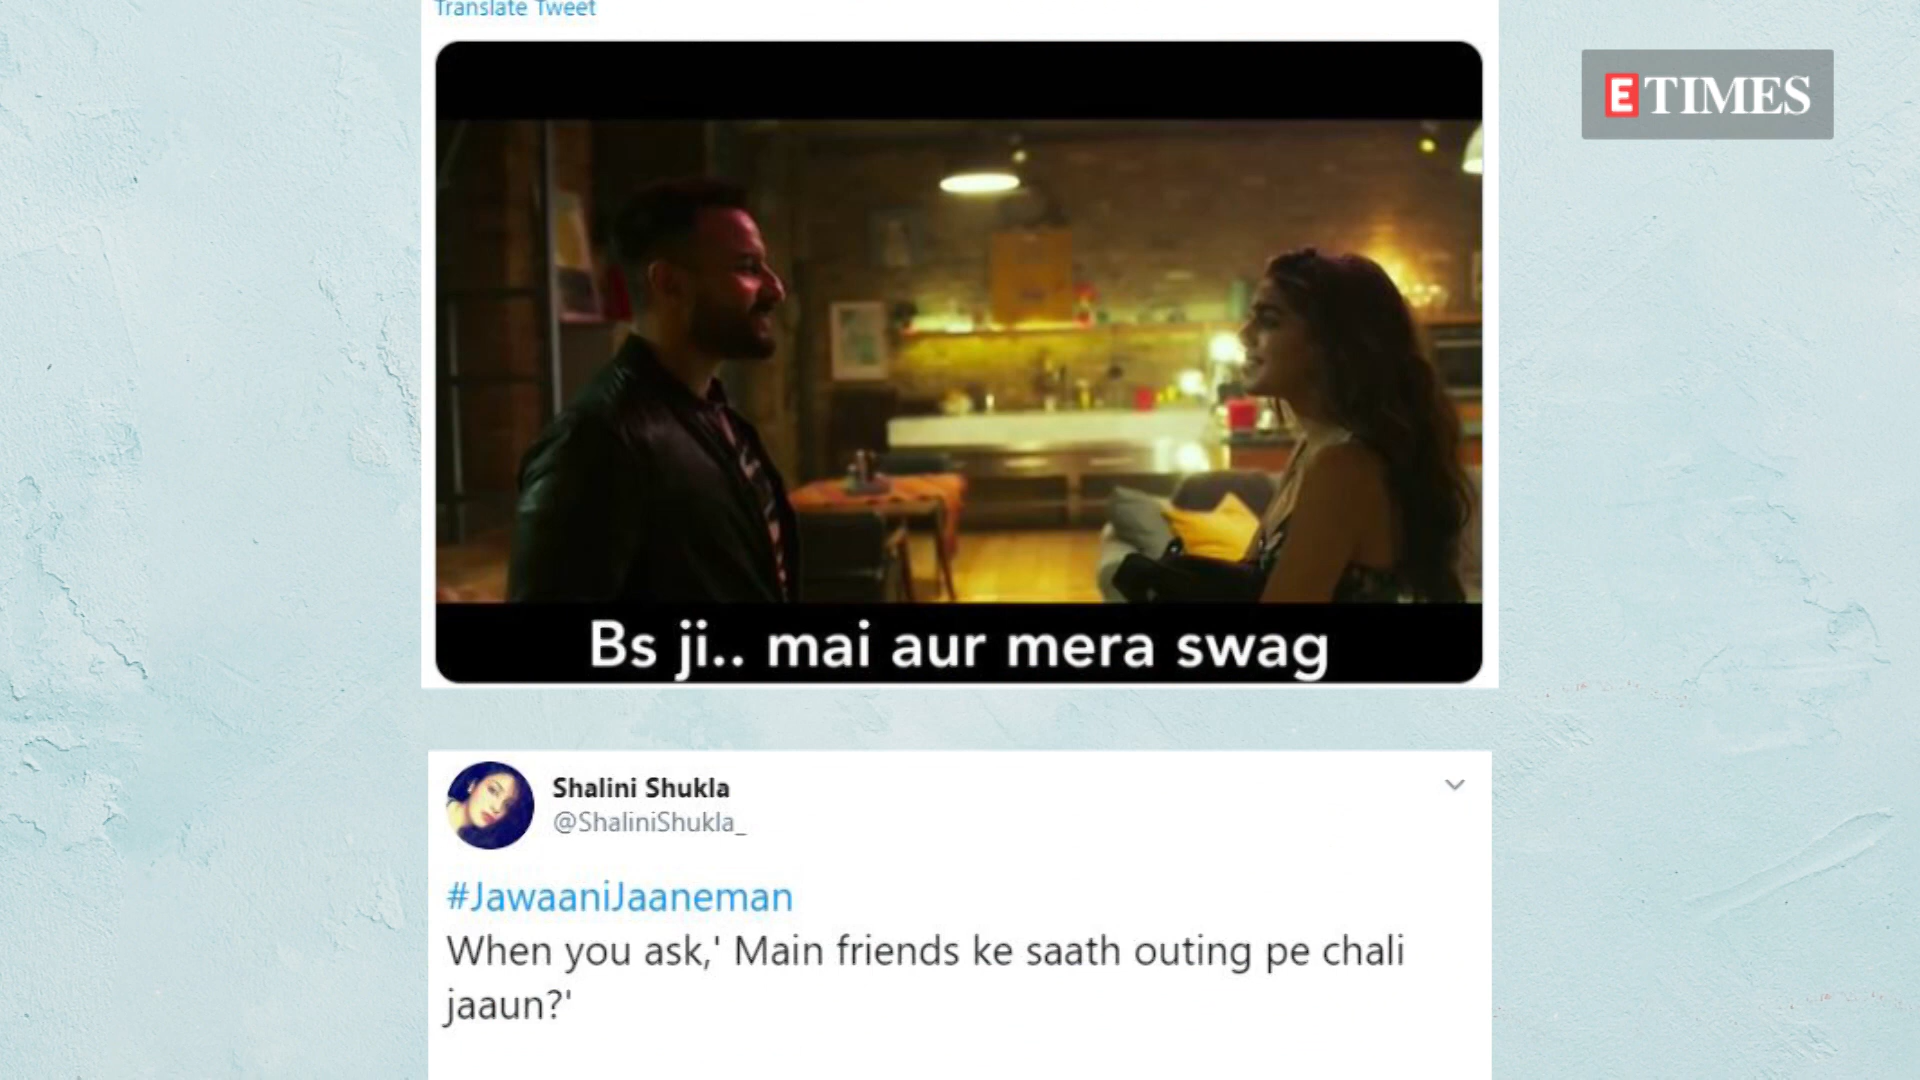 Translate Tweet
E TIMES
Bs ji.. mai aur mera swag
Shalini Shukla
@ShaliniShukla_
#JawaaniJaaneman
When you ask,' Main friends ke saath outing pe chali
jaaun?'